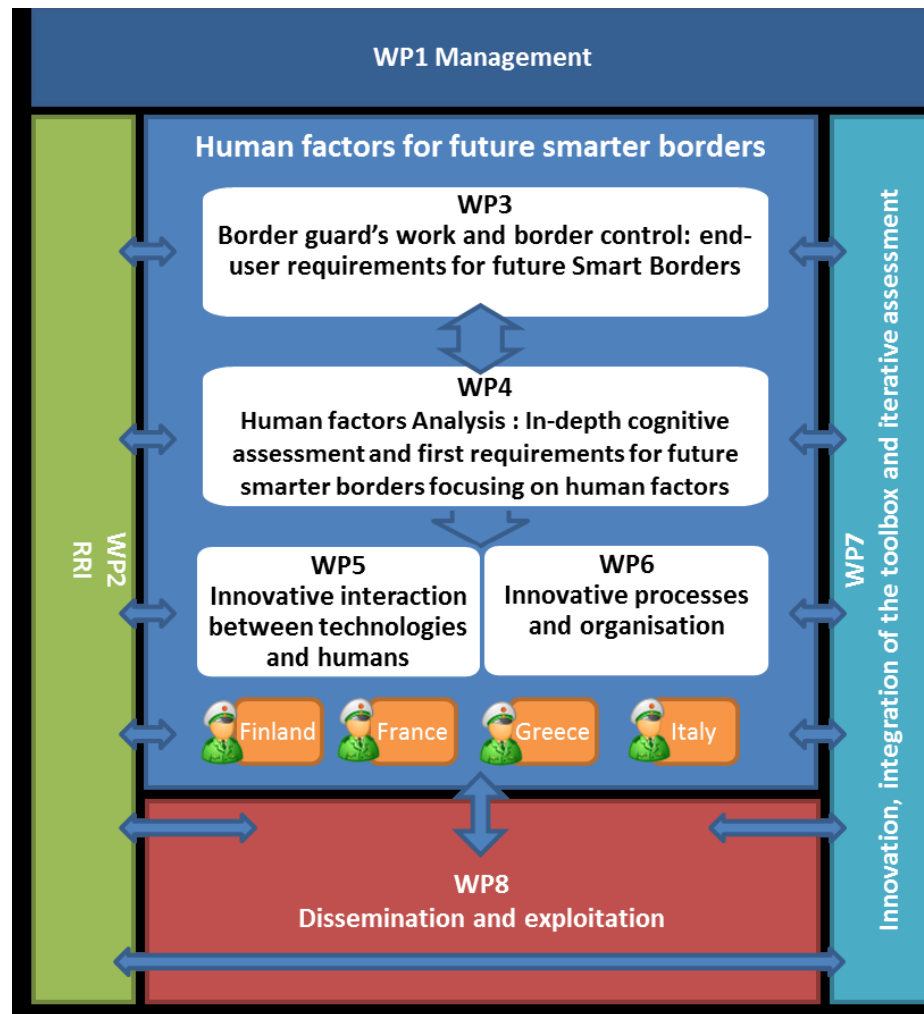 WP1 Management
Human factors for future smarter borders
WP3
Border guard's work and border control: end-
user requirements for future Smart Borders
WP4
Human factors Analysis : In-depth cognitive
assessment and first requirements for future
smarter borders focusing on human factors
WP5
Innovative interaction
between technologies
and humans
WP6
Innovative processes
and organisation
Finland
France
Greece
Italy
WP8
Dissemination and exploitation
WP2
RRI
WP7
Innovation, integration of the toolbox and iterative assessment